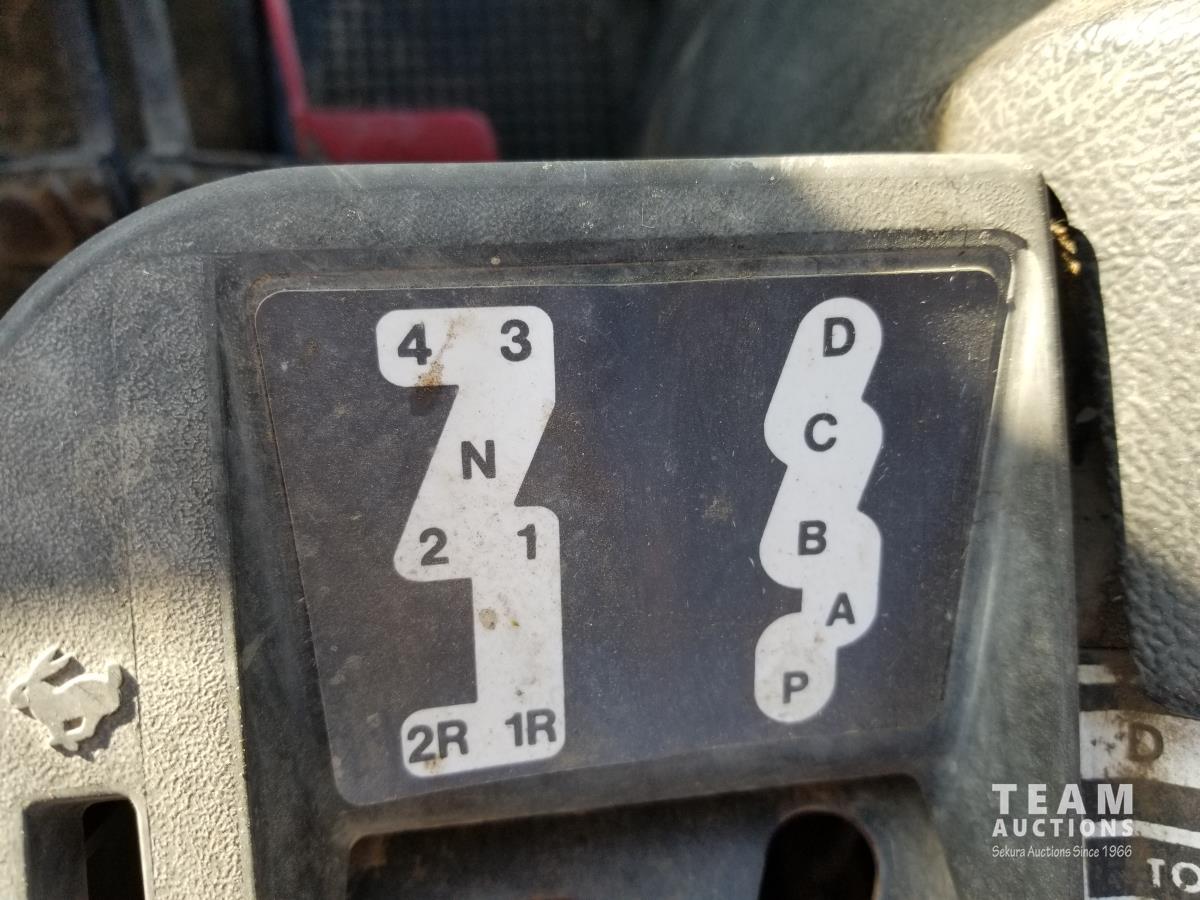 4 3
N
2 1
2R 1R
D
C
B
A
P
D
TEAM
AUCTIONS
Sekura Auctions Since 1966